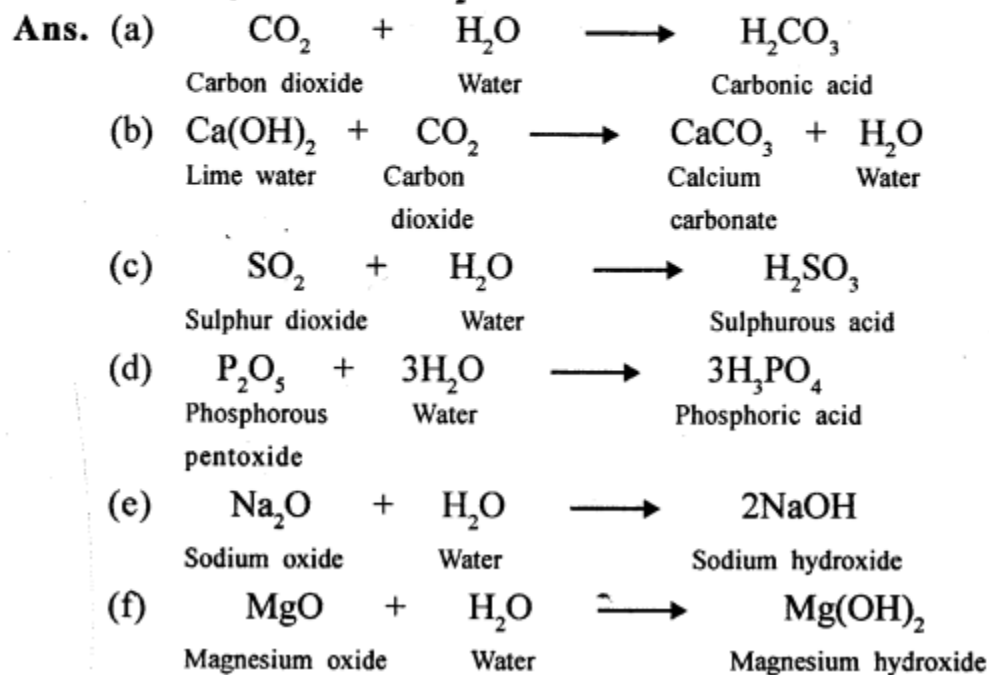 Ans. (a) CO₂ + H₂O ⟶ H₂CO₃
Carbon dioxide Water Carbonic acid
(b) Ca(OH)₂ + CO₂ ⟶ CaCO₃ + H₂O
Lime water Carbon Calcium Water
dioxide carbonate
(c) SO₂ + H₂O ⟶ H₂SO₃
Sulphur dioxide Water Sulphurous acid
(d) P₂O₅ + 3H₂O ⟶ 3H₃PO₄
Phosphorous Water Phosphoric acid
pentoxide
(e) Na₂O + H₂O ⟶ 2NaOH
Sodium oxide Water Sodium hydroxide
(f) MgO + H₂O ⟶ Mg(OH)₂
Magnesium oxide Water Magnesium hydroxide